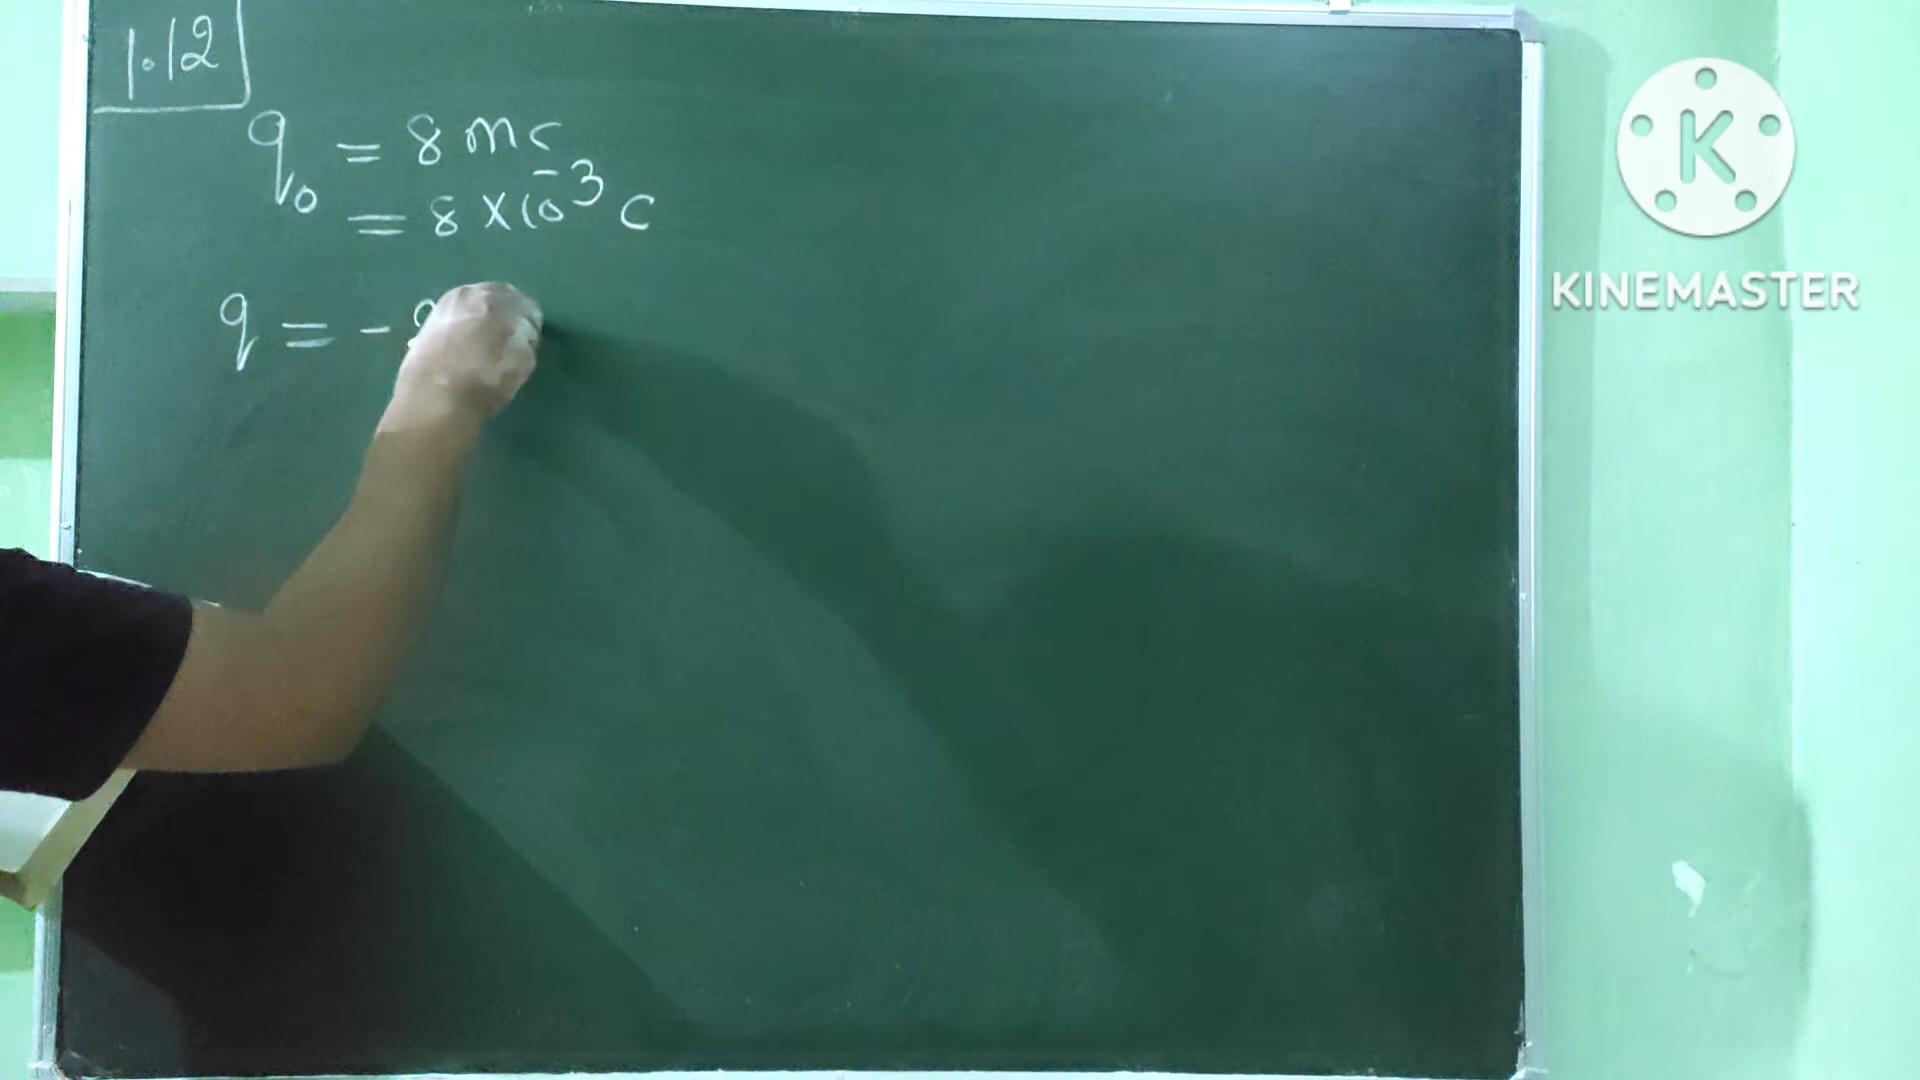 1.12
q₀ = 8 mc
= 8 × 10⁻³ C
q = -
K
KINEMASTER